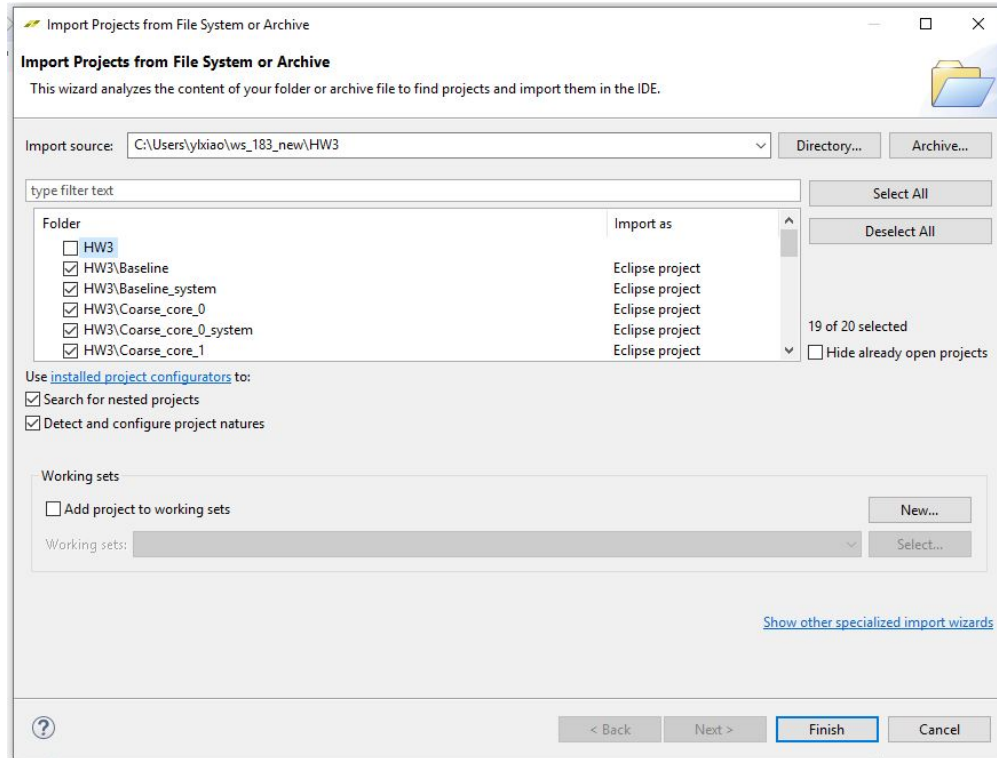 Import Projects from File System or Archive
Import Projects from File System or Archive
This wizard analyzes the content of your folder or archive file to find projects and import them in the IDE.
Import source: C:\Users\ylxiao\ws_183_new\HW3 Directory... Archive...
type filter text Select All
Folder Import as Deselect All
HW3
HW3\Baseline Eclipse project
HW3\Baseline_system Eclipse project
HW3\Coarse_core_0 Eclipse project
HW3\Coarse_core_0_system Eclipse project 19 of 20 selected
HW3\Coarse_core_1 Eclipse project Hide already open projects
Use installed project configurators to:
Search for nested projects
Detect and configure project natures
Working sets
Add project to working sets New...
Working sets: Select...
Show other specialized import wizards
? < Back Next > Finish Cancel